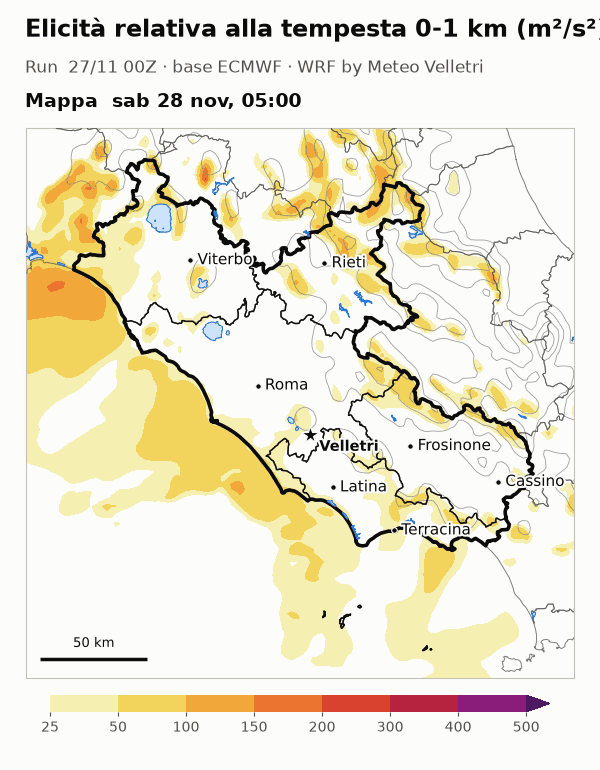 Elicità relativa alla tempesta 0-1 km (m²/s²)
Run  27/11 00Z · base ECMWF · WRF by Meteo Velletri
Mappa  sab 28 nov, 05:00
Viterbo
Rieti
Roma
Velletri
Frosinone
Cassino
Latina
Terracina
50 km
25 50 100 150 200 300 400 500